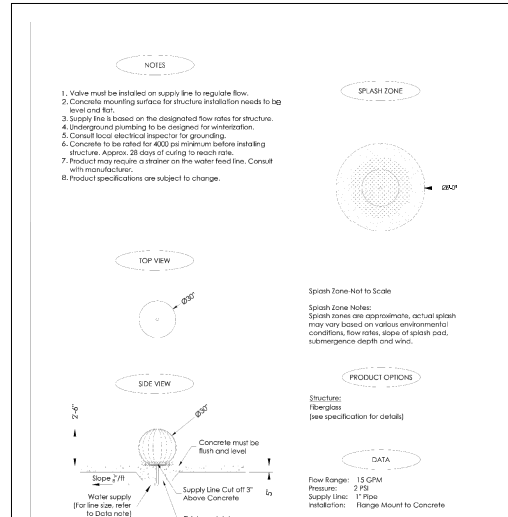 NOTES
1. Valve must be installed on supply line to regulate flow.
2. Concrete mounting surface for structure installation needs to be
level and flat.
3. Supply line is based on the designated flow rates for structure.
4. Underground plumbing to be designed for winterization.
5. Consult local electrical inspector for grounding.
6. Concrete to be rated for 4000 psi minimum before installing
structure. Approx. 28 days of curing to reach rate.
7. Product may require a strainer on the water feed line. Consult
with manufacturer.
8. Product specifications are subject to change.
SPLASH ZONE
TOP VIEW
Ø30"
Splash Zone-Not to Scale
Splash Zone Notes:
Splash zones are approximate, actual splash
may vary based on various environmental
conditions, flow rates, slope of splash pad,
submergence depth and wind.
SIDE VIEW
2'-6"
Ø30"
Concrete must be
flush and level
Slope /ft
5"
Water supply
(For line size, refer
to Data note)
Supply Line Cut off 3"
Above Concrete
PRODUCT OPTIONS
Structure:
Fiberglass
(see specification for details)
DATA
Flow Range: 15 GPM
Pressure: 2 PSI
Supply Line: 1" Pipe
Installation: Flange Mount to Concrete